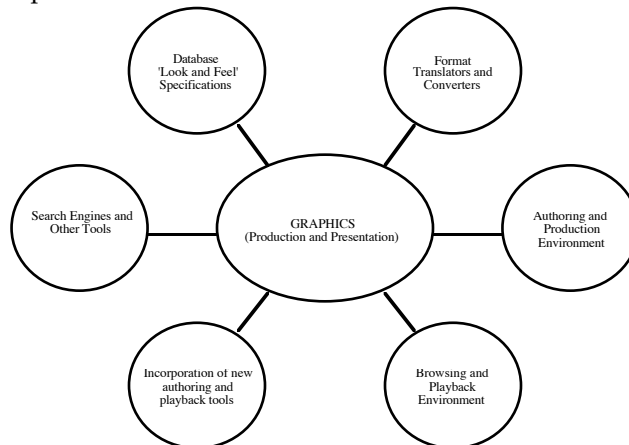 Database
'Look and Feel'
Specifications
Format
Translators and
Converters
Search Engines and
Other Tools
GRAPHICS
(Production and Presentation)
Authoring and
Production
Environment
Incorporation of new
authoring and
playback tools
Browsing and
Playback
Environment